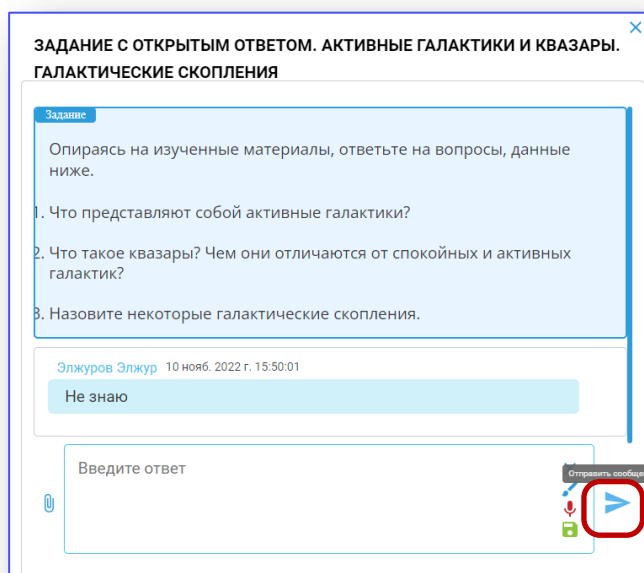 ЗАДАНИЕ С ОТКРЫТЫМ ОТВЕТОМ. АКТИВНЫЕ ГАЛАКТИКИ И КВАЗАРЫ.
ГАЛАКТИЧЕСКИЕ СКОПЛЕНИЯ
Задание
Опираясь на изученные материалы, ответьте на вопросы, данные
ниже.
1. Что представляют собой активные галактики?
2. Что такое квазары? Чем они отличаются от спокойных и активных
галактик?
3. Назовите некоторые галактические скопления.
Элжуров Элжур 10 нояб. 2022 г. 15:50:01
Не знаю
Введите ответ
Отправить сообще